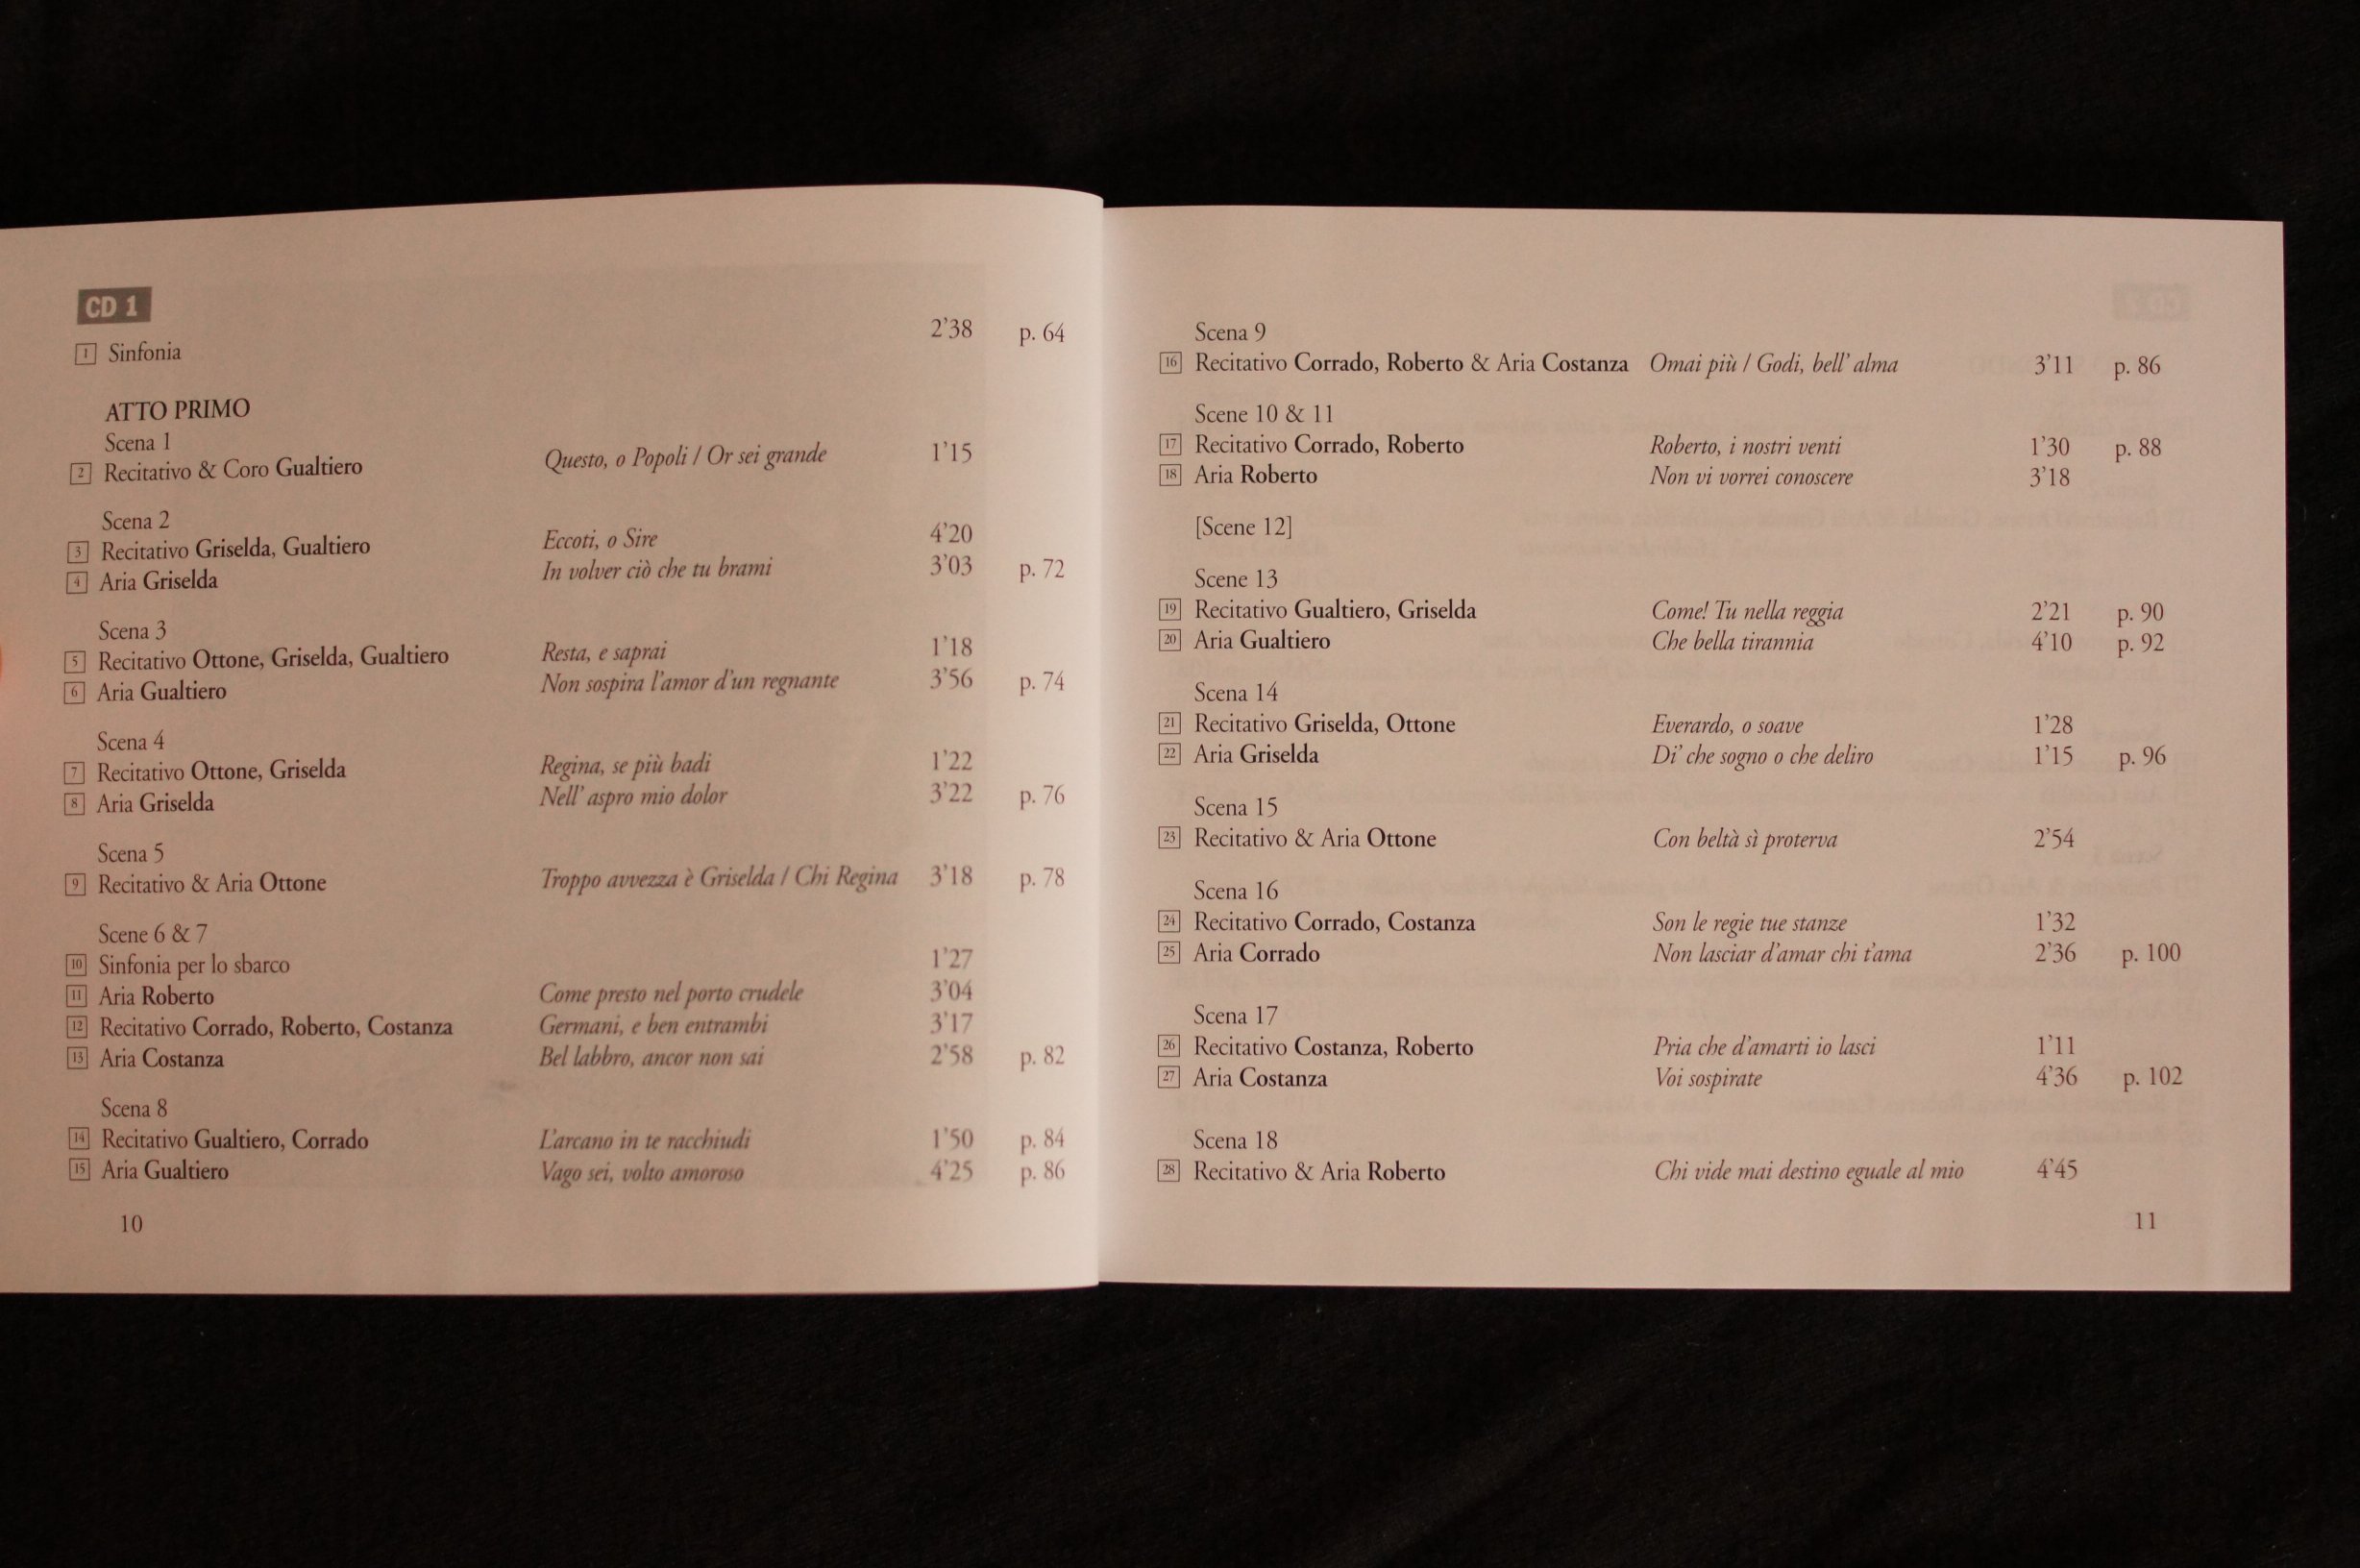 CD 1
1 Sinfonia 2'38 p. 64
ATTO PRIMO
Scena 1
2 Recitativo & Coro Gualtiero Questo, o Popoli / Or sei grande 1'15
Scena 2
3 Recitativo Griselda, Gualtiero Eccoti, o Sire 4'20
4 Aria Griselda In volver ciò che tu brami 3'03 p. 72
Scena 3
5 Recitativo Ottone, Griselda, Gualtiero Resta, e saprai 1'18
6 Aria Gualtiero Non sospira l'amor d'un regnante 3'56 p. 74
Scena 4
7 Recitativo Ottone, Griselda Regina, se più badi 1'22
8 Aria Griselda Nell' aspro mio dolor 3'22 p. 76
Scena 5
9 Recitativo & Aria Ottone Troppo avvezza è Griselda / Chi Regina 3'18 p. 78
Scene 6 & 7
10 Sinfonia per lo sbarco 1'27
11 Aria Roberto Come presto nel porto crudele 3'04
12 Recitativo Corrado, Roberto, Costanza Germani, e ben entrambi 3'17
13 Aria Costanza Bel labbro, ancor non sai 2'58 p. 82
Scena 8
14 Recitativo Gualtiero, Corrado L'arcano in te racchiudi 1'50 p. 84
15 Aria Gualtiero Vago sei, volto amoroso 4'25 p. 86
10
Scena 9
16 Recitativo Corrado, Roberto & Aria Costanza Omai più / Godi, bell' alma 3'11 p. 86
Scene 10 & 11
17 Recitativo Corrado, Roberto Roberto, i nostri venti 1'30 p. 88
18 Aria Roberto Non vi vorrei conoscere 3'18
[Scene 12]
Scene 13
19 Recitativo Gualtiero, Griselda Come! Tu nella reggia 2'21 p. 90
20 Aria Gualtiero Che bella tirannia 4'10 p. 92
Scena 14
21 Recitativo Griselda, Ottone Everardo, o soave 1'28
22 Aria Griselda Di' che sogno o che deliro 1'15 p. 96
Scena 15
23 Recitativo & Aria Ottone Con beltà sì proterva 2'54
Scena 16
24 Recitativo Corrado, Costanza Son le regie tue stanze 1'32
25 Aria Corrado Non lasciar d'amar chi t'ama 2'36 p. 100
Scena 17
26 Recitativo Costanza, Roberto Pria che d'amarti io lasci 1'11
27 Aria Costanza Voi sospirate 4'36 p. 102
Scena 18
28 Recitativo & Aria Roberto Chi vide mai destino eguale al mio 4'45
11